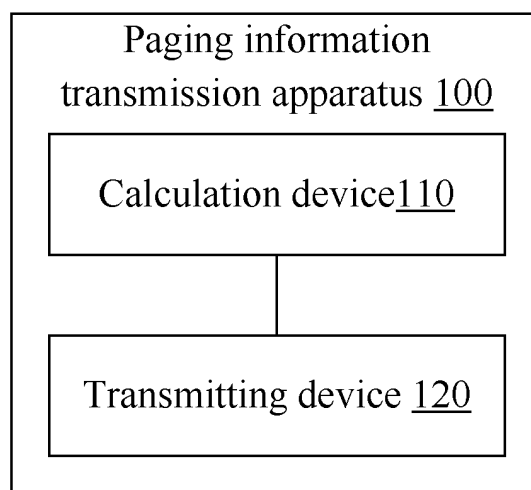 Paging information
transmission apparatus 100
Calculation device110
Transmitting device 120